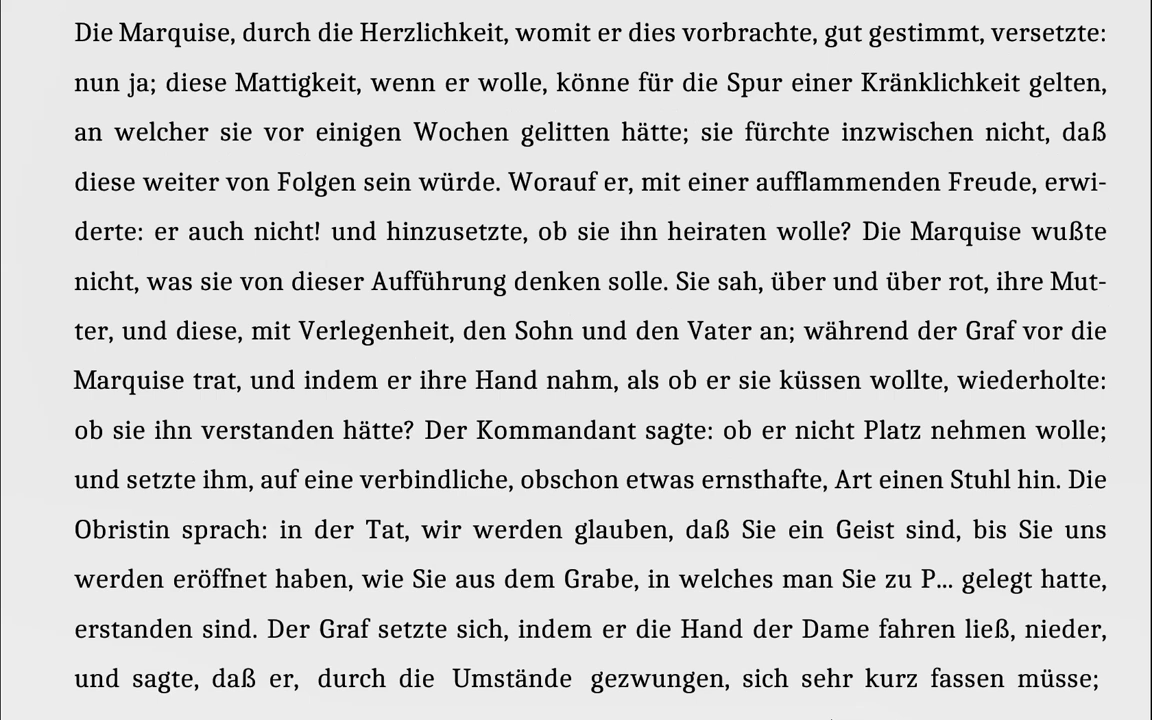 Die Marquise, durch die Herzlichkeit, womit er dies vorbrachte, gut gestimmt, versetzte:
nun ja; diese Mattigkeit, wenn er wolle, könne für die Spur einer Kränklichkeit gelten,
an welcher sie vor einigen Wochen gelitten hätte; sie fürchte inzwischen nicht, daß
diese weiter von Folgen sein würde. Worauf er, mit einer aufflammenden Freude, erwi-
derte: er auch nicht! und hinzusetzte, ob sie ihn heiraten wolle? Die Marquise wußte
nicht, was sie von dieser Aufführung denken solle. Sie sah, über und über rot, ihre Mut-
ter, und diese, mit Verlegenheit, den Sohn und den Vater an; während der Graf vor die
Marquise trat, und indem er ihre Hand nahm, als ob er sie küssen wollte, wiederholte:
ob sie ihn verstanden hätte? Der Kommandant sagte: ob er nicht Platz nehmen wolle;
und setzte ihm, auf eine verbindliche, obschon etwas ernsthafte, Art einen Stuhl hin. Die
Obristin sprach: in der Tat, wir werden glauben, daß Sie ein Geist sind, bis Sie uns
werden eröffnet haben, wie Sie aus dem Grabe, in welches man Sie zu P... gelegt hatte,
erstanden sind. Der Graf setzte sich, indem er die Hand der Dame fahren ließ, nieder,
und sagte, daß er, durch die Umstände gezwungen, sich sehr kurz fassen müsse;